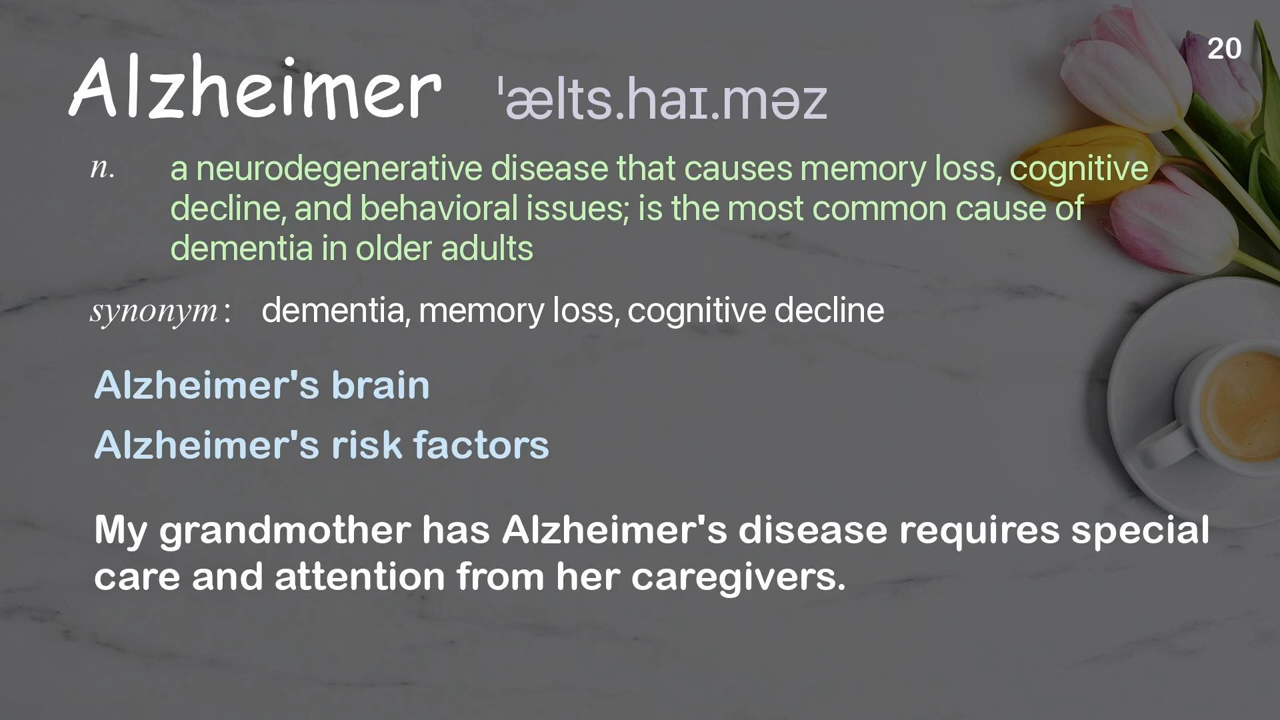 20
Alzheimer ˈælts.haɪ.məz
n. a neurodegenerative disease that causes memory loss, cognitive
decline, and behavioral issues; is the most common cause of
dementia in older adults
synonym: dementia, memory loss, cognitive decline
Alzheimer's brain
Alzheimer's risk factors
My grandmother has Alzheimer's disease requires special
care and attention from her caregivers.